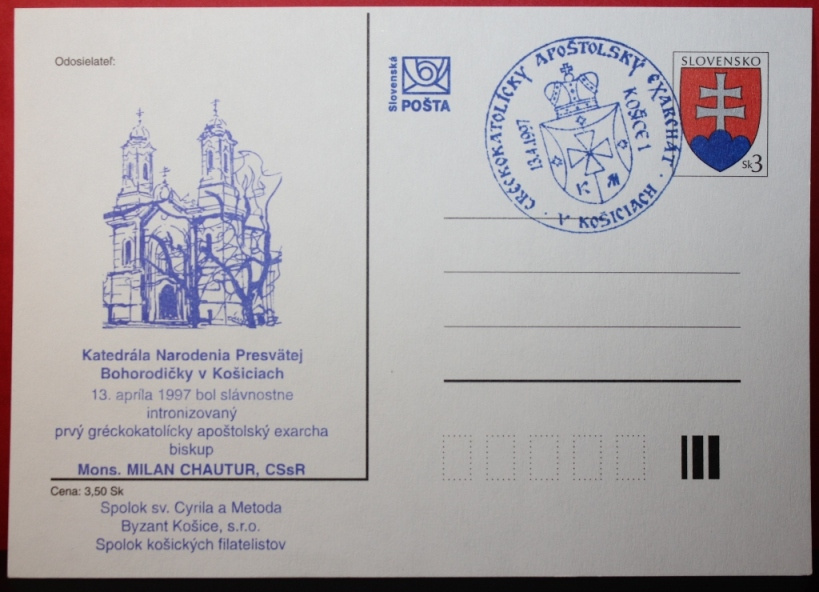 Odosielateľ:
Katedrála Narodenia Presvätej
Bohorodičky v Košiciach
13. apríla 1997 bol slávnostne
intronizovaný
prvý gréckokatolícky apoštolský exarcha
biskup
Mons. MILAN CHAUTUR, CSsR
Cena: 3,50 Sk
Spolok sv. Cyrila a Metoda
Byzant Košice, s.r.o.
Spolok košických filatelistov
Slovenská
POŠTA
GRÉCKOKATOLÍCKY APOŠTOLSKÝ EXARCHÁT
· V KOŠICIACH ·
13.4.1997
KOŠICE 1
SLOVENSKO
Sk3